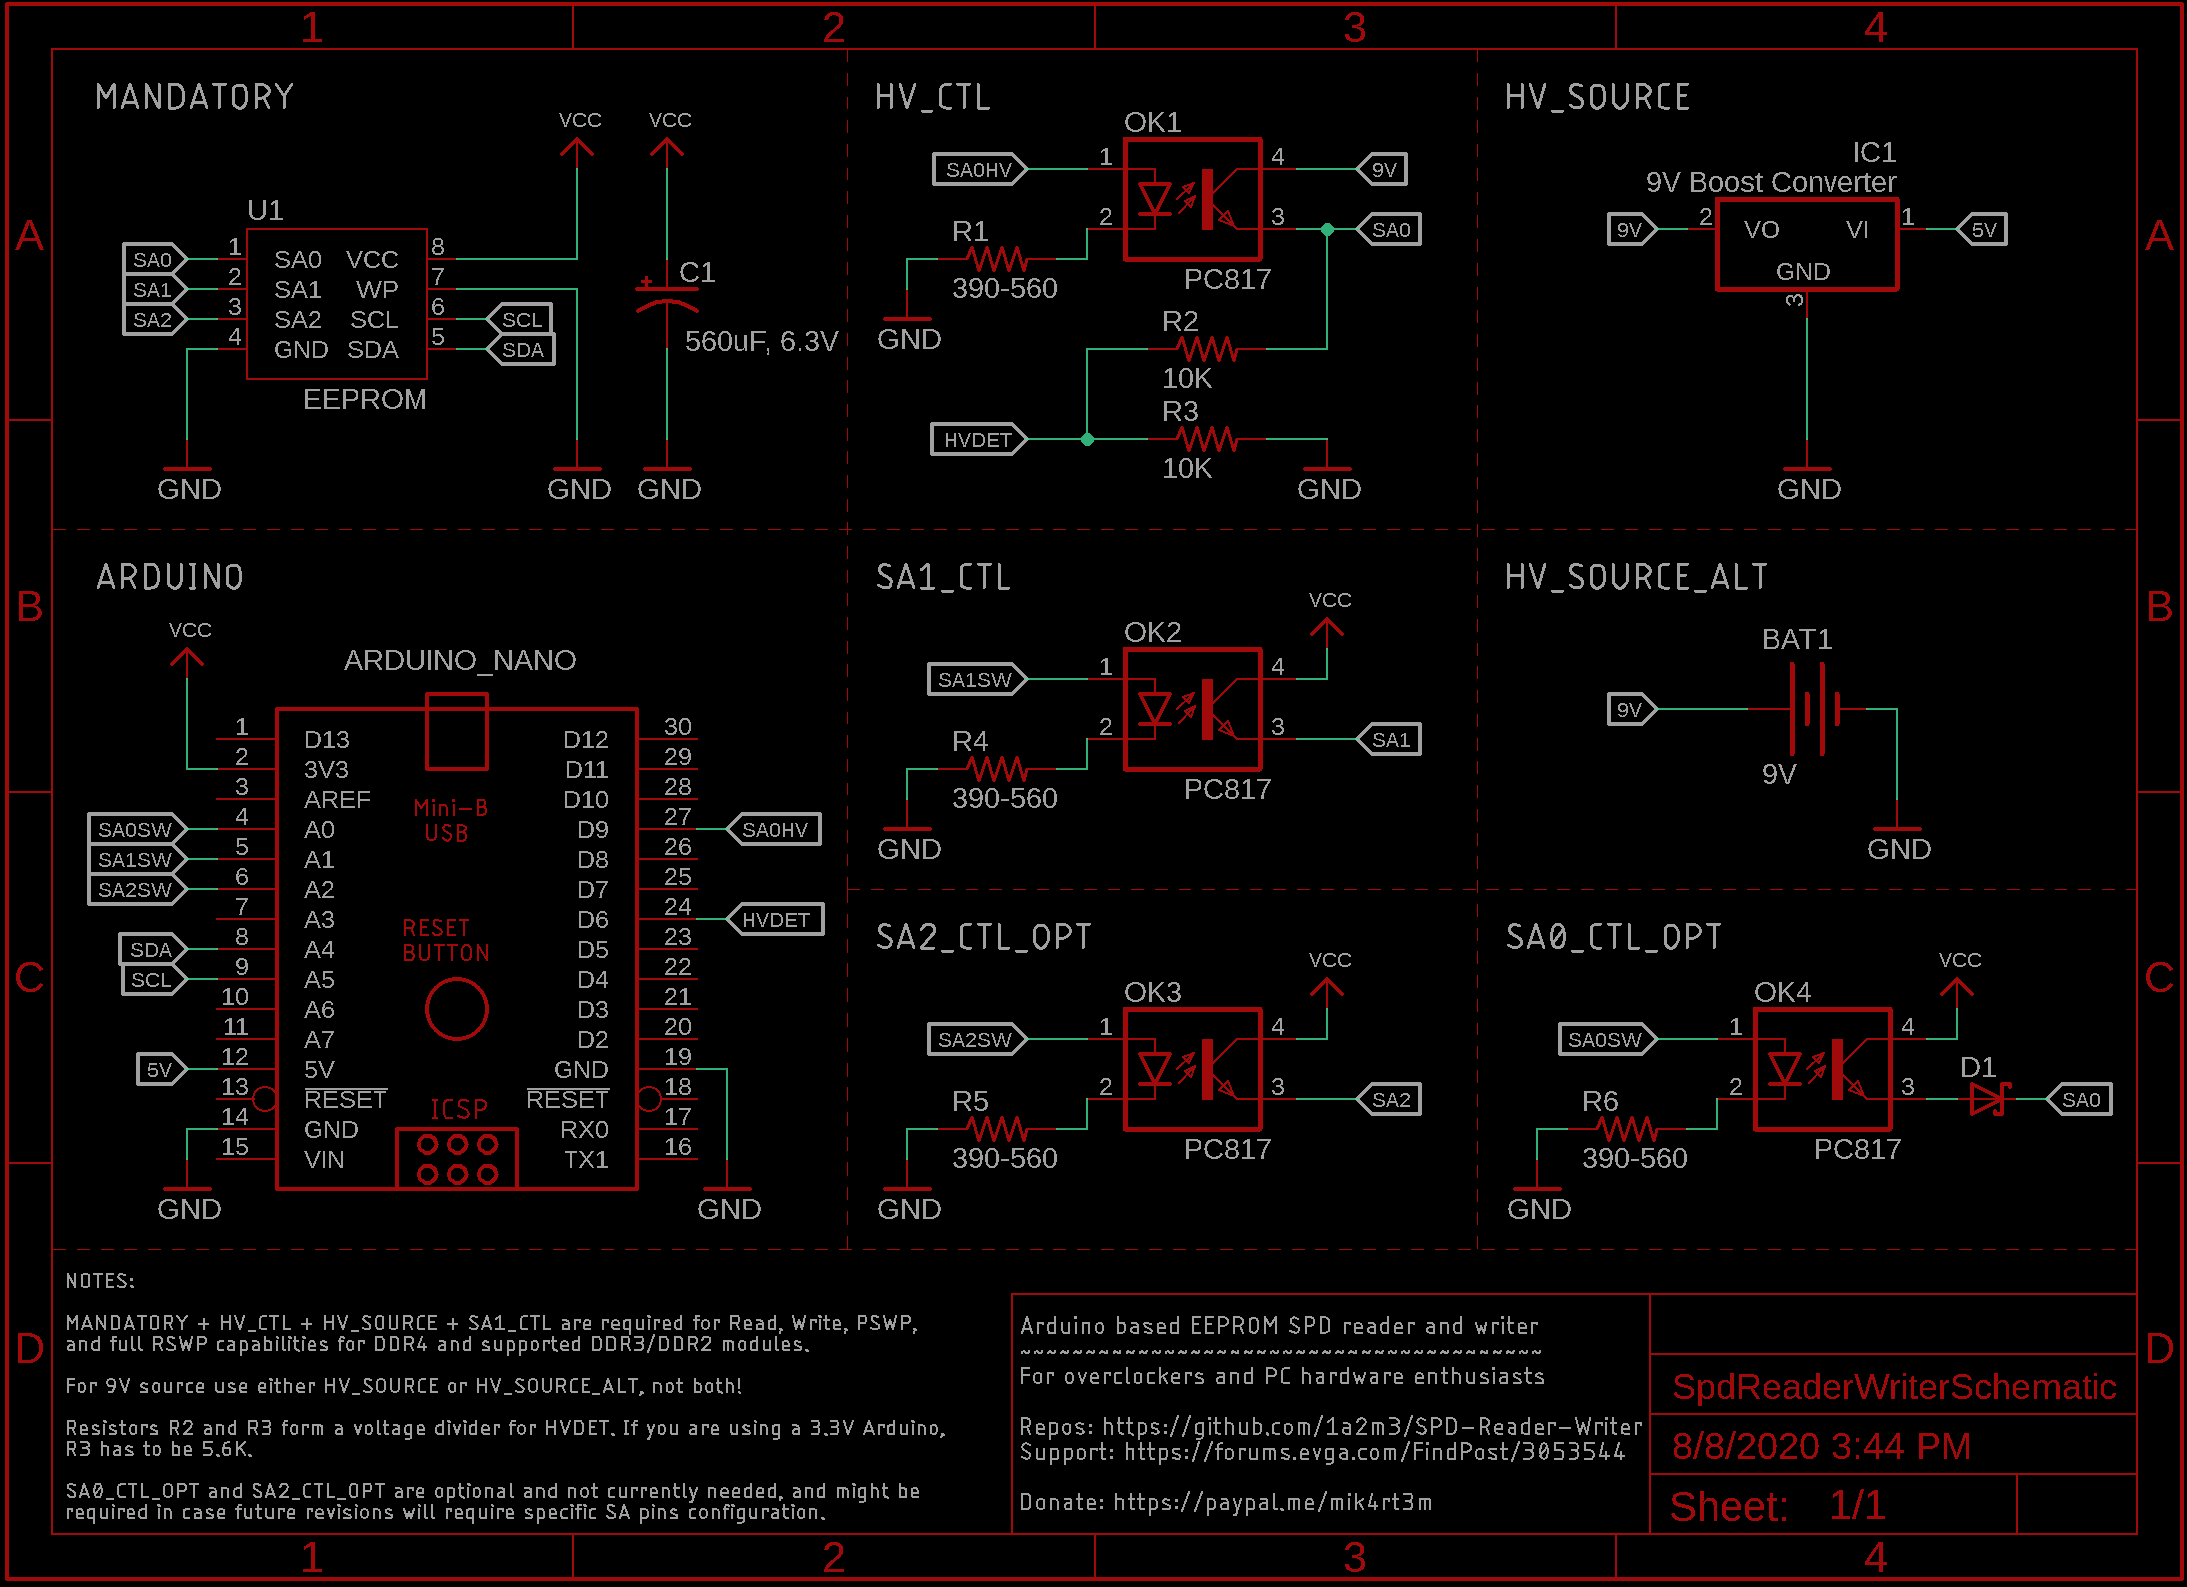 1 2 3 4
A
B
C
D
A
B
C
D
MANDATORY
VCC
VCC
U1
SA0 1 SA0 VCC 8
SA1 2 SA1 WP 7
SA2 3 SA2 SCL 6 SCL
4 GND SDA 5 SDA
EEPROM
+ C1
560uF, 6.3V
GND
GND
GND
HV_CTL
OK1
SA0HV 1 4 9V
2 3 SA0
PC817
R1
390-560
GND
R2
10K
R3
10K
HVDET
GND
HV_SOURCE
IC1
9V Boost Converter
9V 2 VO VI 1 5V
GND
3
GND
ARDUINO
VCC
ARDUINO_NANO
1 D13 D12 30
2 3V3 D11 29
3 AREF D10 28
SA0SW 4 A0 D9 27 SA0HV
SA1SW 5 A1 D8 26
SA2SW 6 A2 D7 25
7 A3 D6 24 HVDET
SDA 8 A4 D5 23
SCL 9 A5 D4 22
10 A6 D3 21
11 A7 D2 20
5V 12 5V GND 19
13 RESET RESET 18
14 GND RX0 17
15 VIN TX1 16
Mini-B
USB
RESET
BUTTON
ICSP
GND
GND
SA1_CTL
VCC
OK2
SA1SW 1 4
2 3 SA1
PC817
R4
390-560
GND
HV_SOURCE_ALT
BAT1
9V
9V
GND
SA2_CTL_OPT
VCC
OK3
SA2SW 1 4
2 3 SA2
PC817
R5
390-560
GND
SA0_CTL_OPT
VCC
OK4
SA0SW 1 4
2 3 D1 SA0
PC817
R6
390-560
GND
NOTES:
MANDATORY + HV_CTL + HV_SOURCE + SA1_CTL are required for Read, Write, PSWP,
and full RSWP capabilities for DDR4 and supported DDR3/DDR2 modules.
For 9V source use either HV_SOURCE or HV_SOURCE_ALT, not both!
Resistors R2 and R3 form a voltage divider for HVDET. If you are using a 3.3V Arduino,
R3 has to be 5.6K.
SA0_CTL_OPT and SA2_CTL_OPT are optional and not currently needed, and might be
required in case future revisions will require specific SA pins configuration.
Arduino based EEPROM SPD reader and writer
~~~~~~~~~~~~~~~~~~~~~~~~~~~~~~~~~~~~~~~~
For overclockers and PC hardware enthusiasts
Repos: https://github.com/1a2m3/SPD-Reader-Writer
Support: https://forums.evga.com/FindPost/3053544
Donate: https://paypal.me/mik4rt3m
SpdReaderWriterSchematic
8/8/2020 3:44 PM
Sheet: 1/1
1 2 3 4